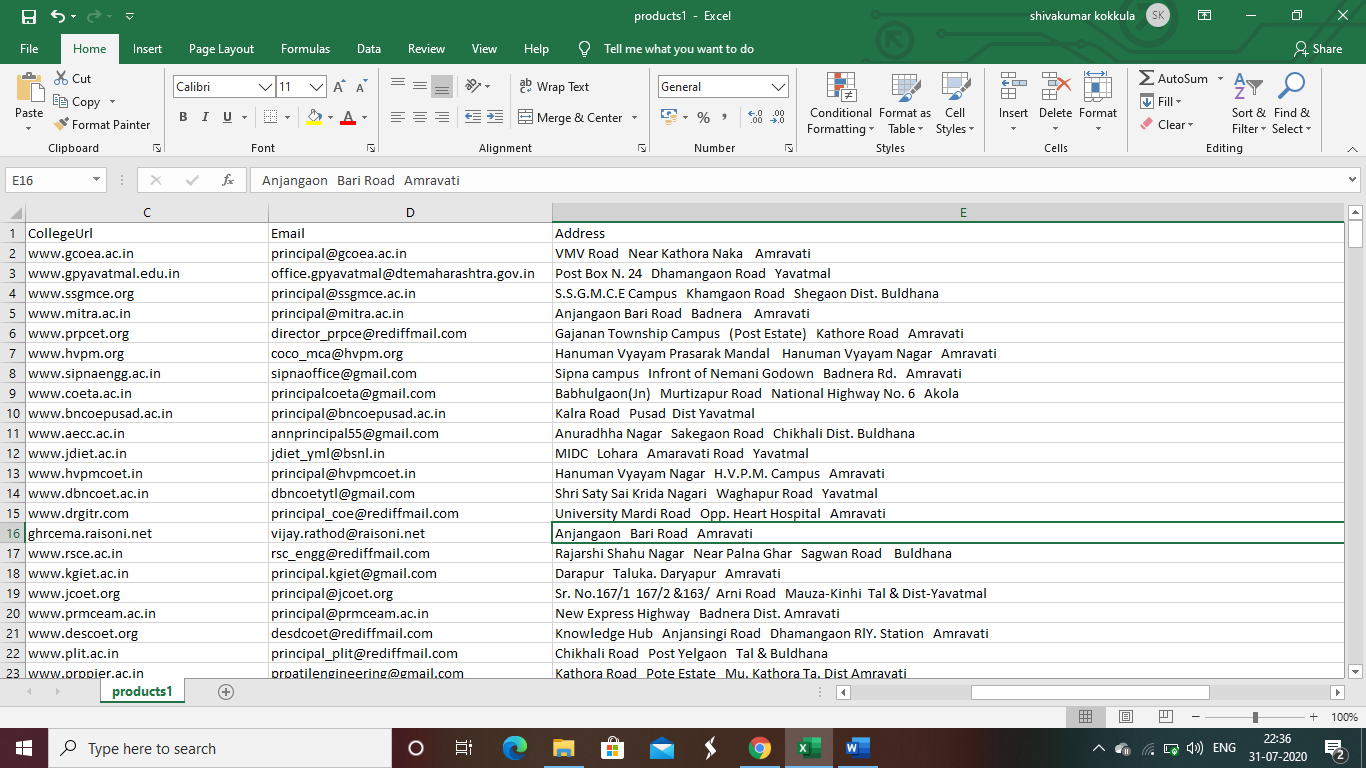 products1 - Excel
shivakumar kokkula SK
File Home Insert Page Layout Formulas Data Review View Help Tell me what you want to do Share
Paste Cut Copy Format Painter
Calibri 11
B I U A
Wrap Text
Merge & Center
General
% ,
Conditional Formatting Format as Table Cell Styles
Insert Delete Format
AutoSum Fill Clear Sort & Filter Find & Select
Clipboard Font Alignment Number Styles Cells Editing
E16 fx Anjangaon Bari Road Amravati
C D E
1 CollegeUrl Email Address
2 www.gcoea.ac.in principal@gcoea.ac.in VMV Road Near Kathora Naka Amravati
3 www.gpyavatmal.edu.in office.gpyavatmal@dtemaharashtra.gov.in Post Box N. 24 Dhamangaon Road Yavatmal
4 www.ssgmce.org principal@ssgmce.ac.in S.S.G.M.C.E Campus Khamgaon Road Shegaon Dist. Buldhana
5 www.mitra.ac.in principal@mitra.ac.in Anjangaon Bari Road Badnera Amravati
6 www.prpcet.org director_prpce@rediffmail.com Gajanan Township Campus (Post Estate) Kathore Road Amravati
7 www.hvpm.org coco_mca@hvpm.org Hanuman Vyayam Prasarak Mandal Hanuman Vyayam Nagar Amravati
8 www.sipnaengg.ac.in sipnaoffice@gmail.com Sipna campus Infront of Nemani Godown Badnera Rd. Amravati
9 www.coeta.ac.in principalcoeta@gmail.com Babhulgaon(Jn) Murtizapur Road National Highway No. 6 Akola
10 www.bncoepusad.ac.in principal@bncoepusad.ac.in Kalra Road Pusad Dist Yavatmal
11 www.aecc.ac.in annprincipal55@gmail.com Anuradhha Nagar Sakegaon Road Chikhali Dist. Buldhana
12 www.jdiet.ac.in jdiet_yml@bsnl.in MIDC Lohara Amaravati Road Yavatmal
13 www.hvpmcoet.in principal@hvpmcoet.in Hanuman Vyayam Nagar H.V.P.M. Campus Amravati
14 www.dbncoet.ac.in dbncoetytl@gmail.com Shri Saty Sai Krida Nagari Waghapur Road Yavatmal
15 www.drgitr.com principal_coe@rediffmail.com University Mardi Road Opp. Heart Hospital Amravati
16 ghrcema.raisoni.net vijay.rathod@raisoni.net Anjangaon Bari Road Amravati
17 www.rsce.ac.in rsc_engg@rediffmail.com Rajarshi Shahu Nagar Near Palna Ghar Sagwan Road Buldhana
18 www.kgiet.ac.in principal.kgiet@gmail.com Darapur Taluka. Daryapur Amravati
19 www.jcoet.org principal@jcoet.org Sr. No.167/1 167/2 &163/ Arni Road Mauza-Kinhi Tal & Dist-Yavatmal
20 www.prmceam.ac.in principal@prmceam.ac.in New Express Highway Badnera Dist. Amravati
21 www.descoet.org desdcoet@rediffmail.com Knowledge Hub Anjansingi Road Dhamangaon RlY. Station Amravati
22 www.plit.ac.in principal_plit@rediffmail.com Chikhali Road Post Yelgaon Tal & Buldhana
23 www.prppier.ac.in prpatilengineering@gmail.com Kathora Road Pote Estate Mu. Kathora Ta. Dist Amravati
products1
100%
Type here to search
ENG
22:36
31-07-2020
2